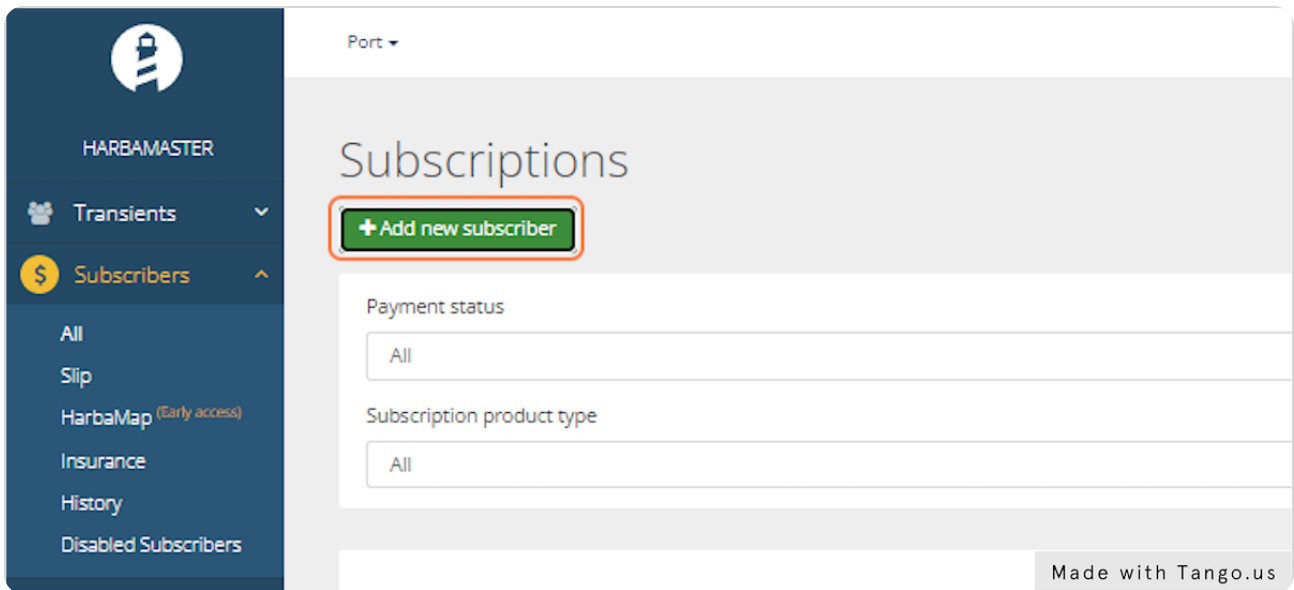 Port
HARBAMASTER
Subscriptions
Transients
+ Add new subscriber
$ Subscribers
Payment status
All
All
Slip
Subscription product type
HarbaMap (Early access)
All
Insurance
History
Disabled Subscribers
Made with Tango.us